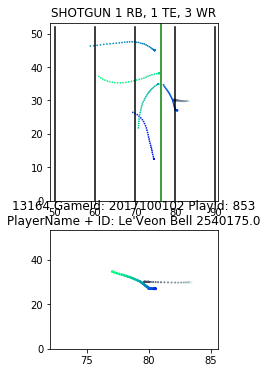 SHOTGUN 1 RB, 1 TE, 3 WR
50
40
30
20
10
0
50 60 70 80 90
13164 GameId: 2017100102 PlayId: 853
PlayerName + ID: Le'Veon Bell 2540175.0
40
20
0
75 80 85